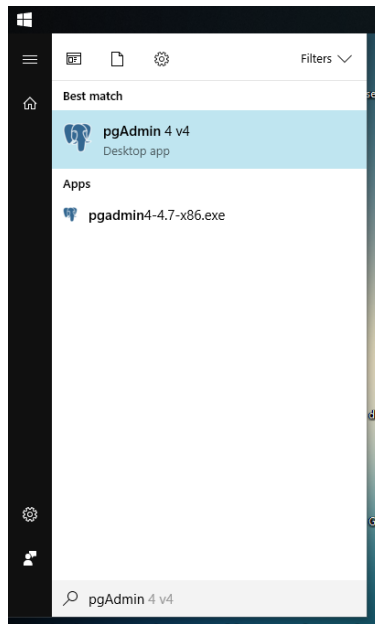 Filters
Best match
pgAdmin 4 v4
Desktop app
Apps
pgadmin4-4.7-x86.exe
pgAdmin 4 v4